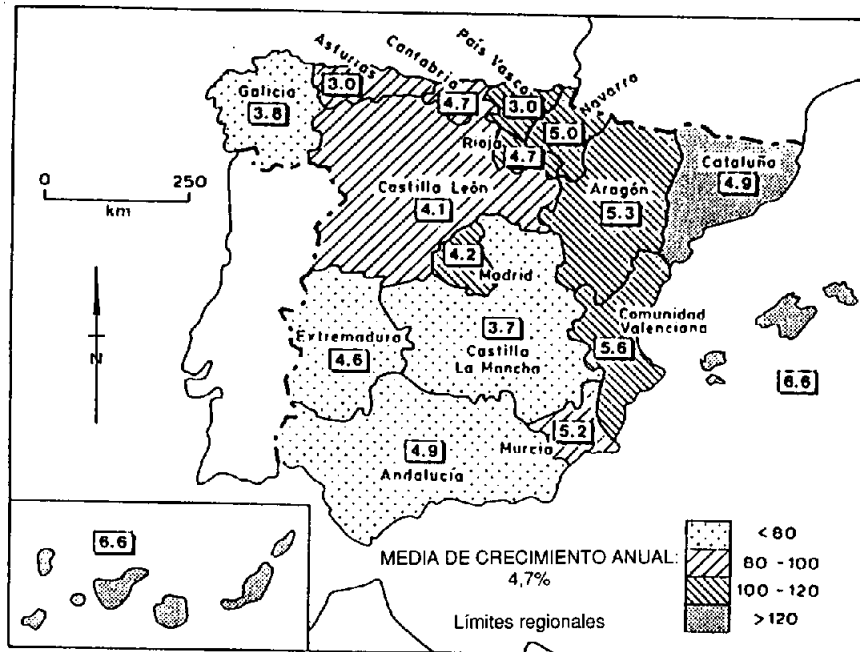 Asturias
3.0
Cantabria
4.7
País Vasco
3.0
Navarra
5.0
Galicia
3.8
Rioja
4.7
Cataluña
4.9
Aragón
5.3
Castilla León
4.1
0 250
km
4.2
Madrid
N
Comunidad
Valenciana
5.6
Extremadura
4.6
3.7
Castilla
La Mancha
6.6
5.2
Murcia
4.9
Andalucía
6.6
MEDIA DE CRECIMIENTO ANUAL:
4,7%
Límites regionales
<80
80 - 100
100 - 120
>120